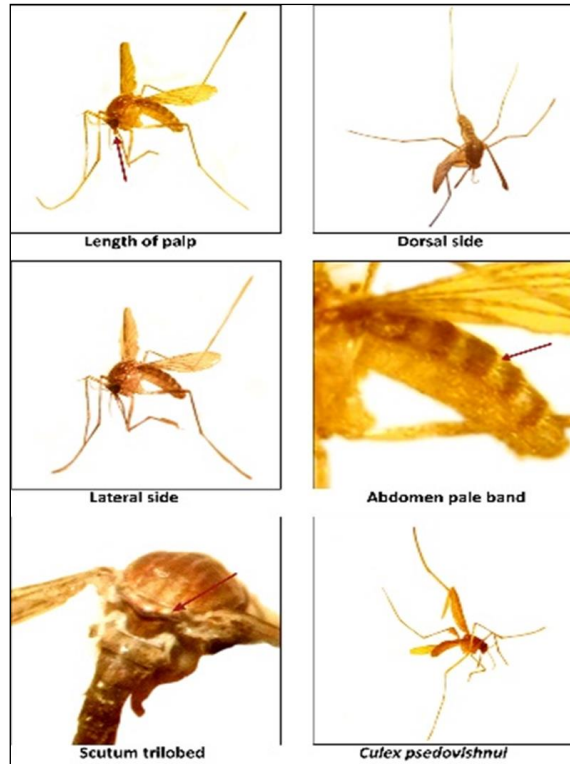 Length of palp
Dorsal side
Lateral side
Abdomen pale band
Scutum trilobed
Culex psedovishnui